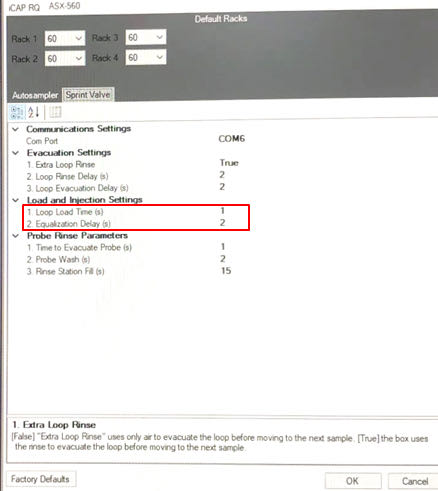 iCAP RQ ASX-560
Default Racks
Rack 1 60 Rack 3 60
Rack 2 60 Rack 4 60
Autosampler Sprint Valve
Communications Settings
Com Port COM6
Evacuation Settings
1. Extra Loop Rinse True
2. Loop Rinse Delay (s) 2
3. Loop Evacuation Delay (s) 2
Load and Injection Settings
1. Loop Load Time (s) 1
2. Equalization Delay (s) 2
Probe Rinse Parameters
1. Time to Evacuate Probe (s) 1
2. Probe Wash (s) 2
3. Rinse Station Fill (s) 15
1. Extra Loop Rinse
[False] "Extra Loop Rinse" uses only air to evacuate the loop before moving to the next sample. [True] the box uses
the rinse to evacuate the loop before moving to the next sample.
Factory Defaults OK Cancel